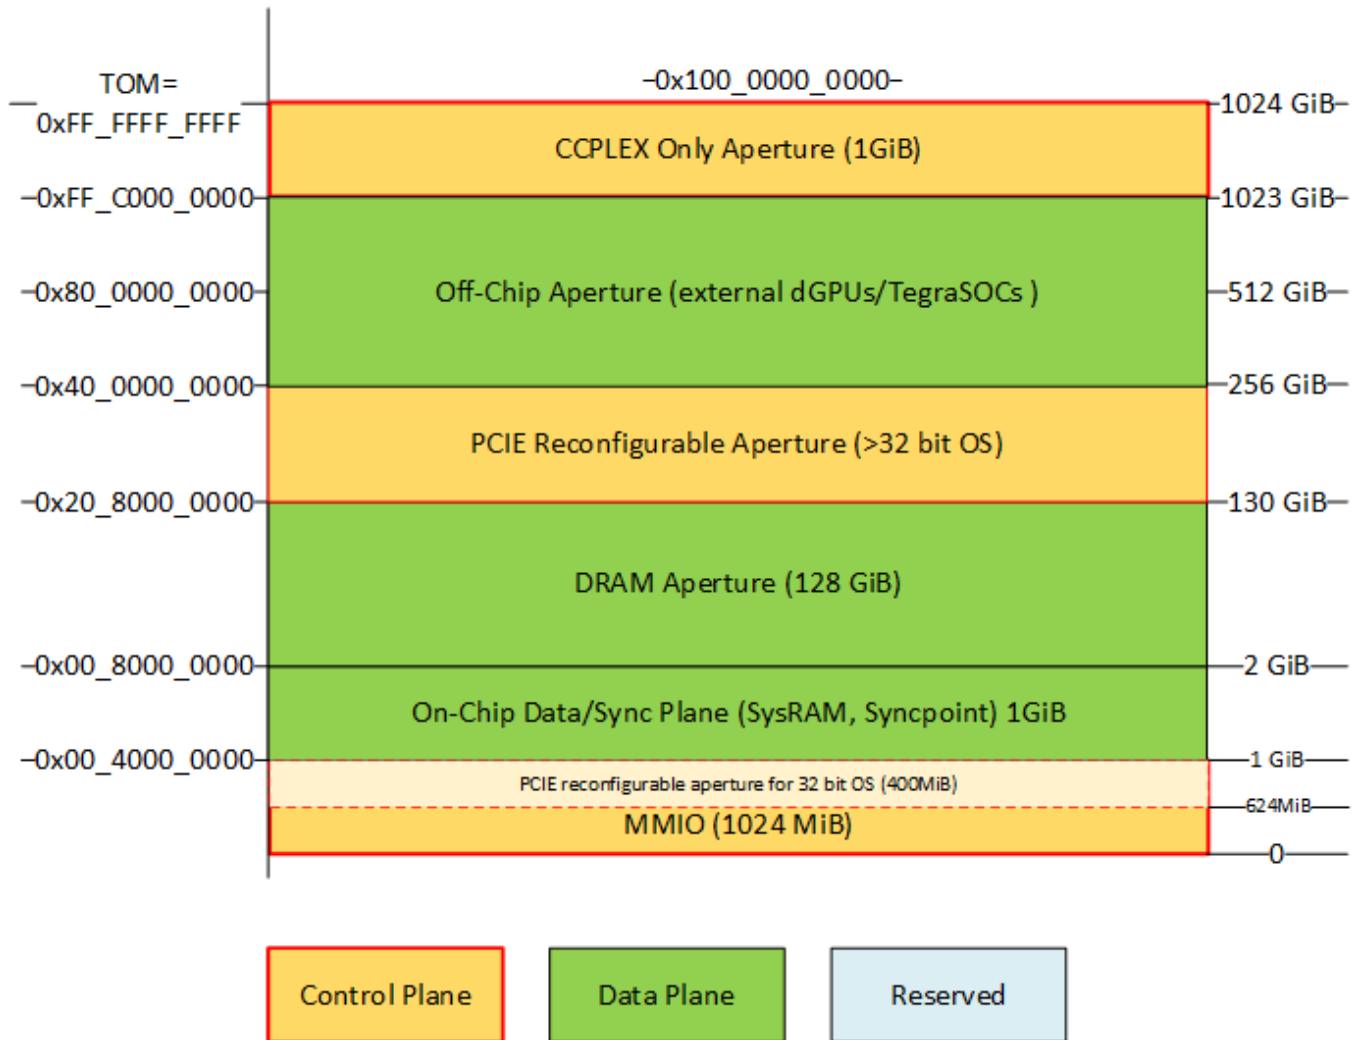 TOM=
0xFF_FFFF_FFFF
0x100_0000_0000
1024 GiB
CCPLEX Only Aperture (1GiB)
0xFF_C000_0000
1023 GiB
0x80_0000_0000
Off-Chip Aperture (external dGPUs/TegraSOCs )
512 GiB
0x40_0000_0000
256 GiB
PCIE Reconfigurable Aperture (>32 bit OS)
0x20_8000_0000
130 GiB
DRAM Aperture (128 GiB)
0x00_8000_0000
2 GiB
On-Chip Data/Sync Plane (SysRAM, Syncpoint) 1GiB
0x00_4000_0000
1 GiB
PCIE reconfigurable aperture for 32 bit OS (400MiB)
624MiB
MMIO (1024 MiB)
0
Control Plane
Data Plane
Reserved